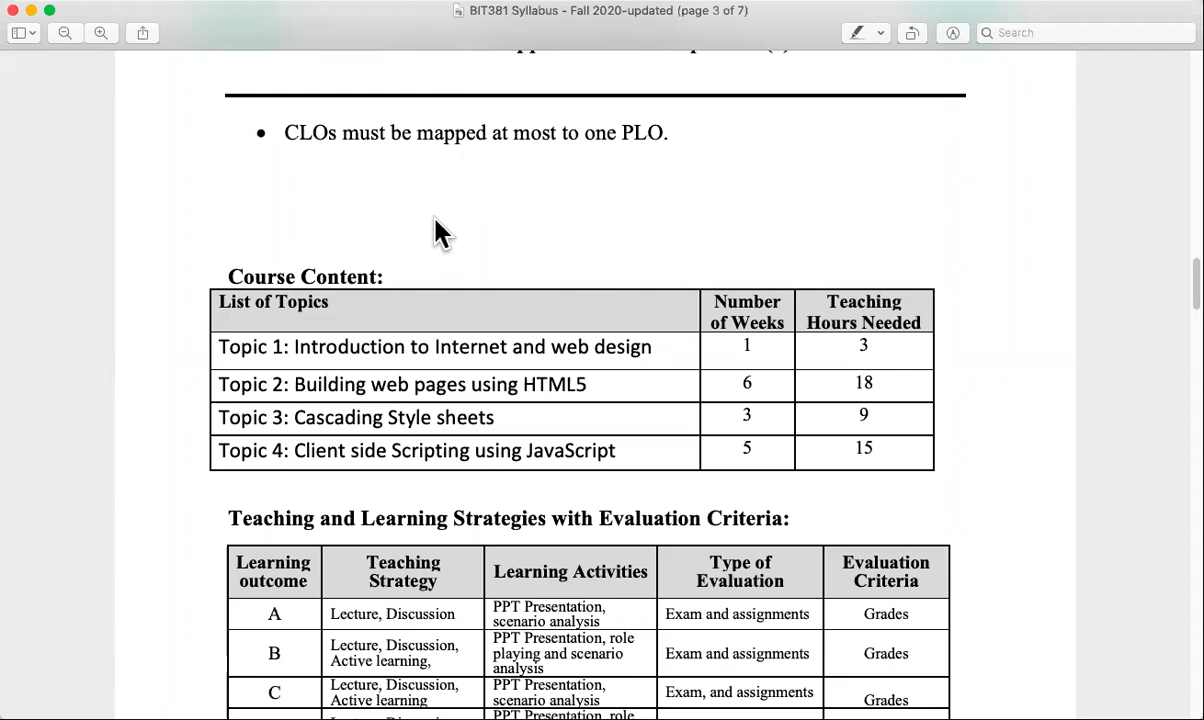 BIT381 Syllabus - Fall 2020-updated (page 3 of 7)
Search
• CLOs must be mapped at most to one PLO.
Course Content:
List of Topics Number of Weeks Teaching Hours Needed
Topic 1: Introduction to Internet and web design 1 3
Topic 2: Building web pages using HTML5 6 18
Topic 3: Cascading Style sheets 3 9
Topic 4: Client side Scripting using JavaScript 5 15
Teaching and Learning Strategies with Evaluation Criteria:
Learning outcome Teaching Strategy Learning Activities Type of Evaluation Evaluation Criteria
A Lecture, Discussion PPT Presentation, scenario analysis Exam and assignments Grades
B Lecture, Discussion, Active learning, PPT Presentation, role playing and scenario analysis Exam and assignments Grades
C Lecture, Discussion, Active learning PPT Presentation, scenario analysis Exam, and assignments Grades
PPT Presentation, role